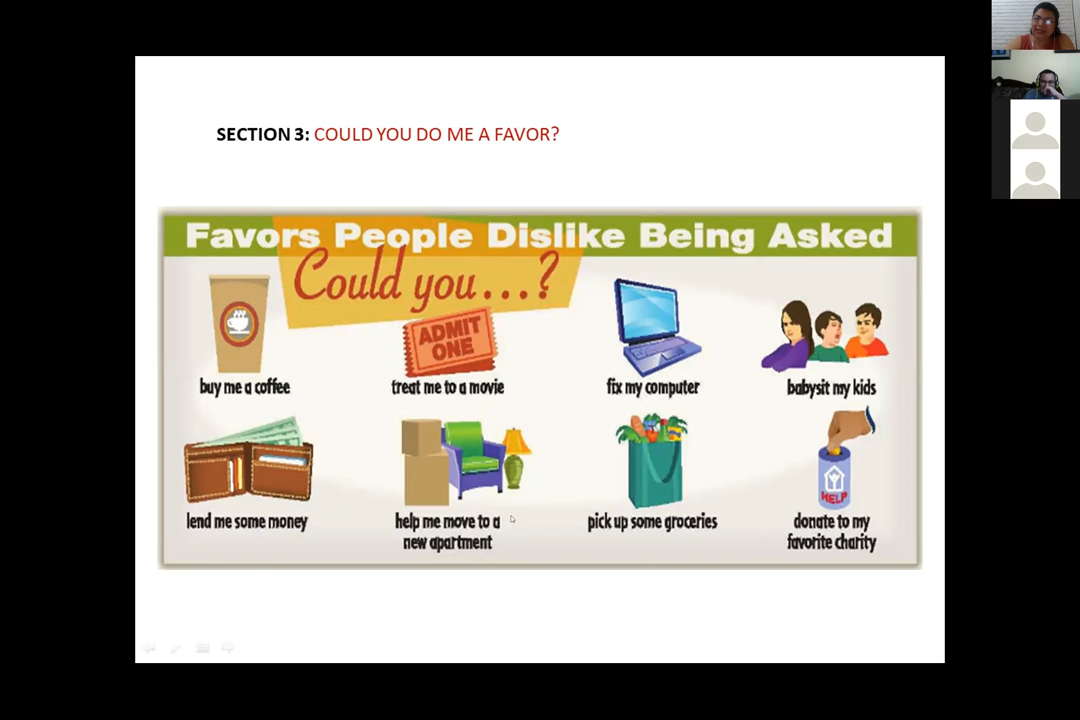 SECTION 3: COULD YOU DO ME A FAVOR?
Favors People Dislike Being Asked
Could you...?
ADMIT
ONE
buy me a coffee
treat me to a movie
fix my computer
babysit my kids
HELP
lend me some money
help me move to a
new apartment
pick up some groceries
donate to my
favorite charity